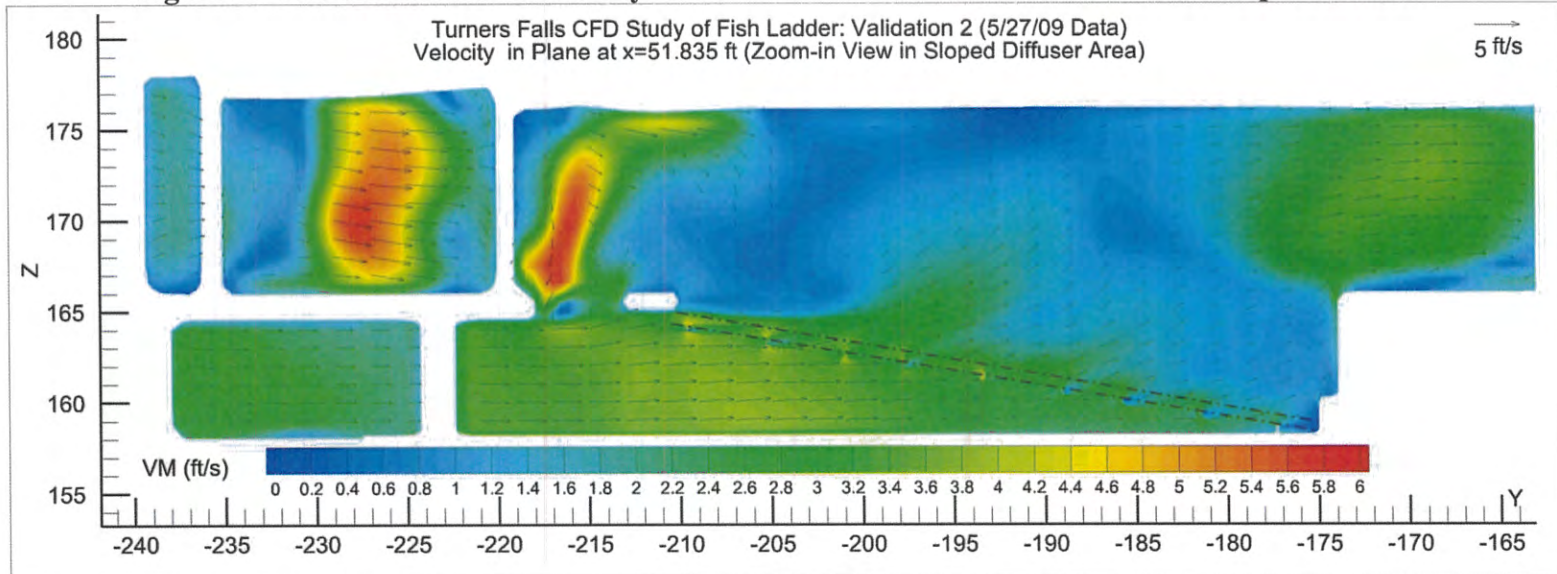 Turners Falls CFD Study of Fish Ladder: Validation 2 (5/27/09 Data)
Velocity in Plane at x=51.835 ft (Zoom-in View in Sloped Diffuser Area)
5 ft/s
180
175
170
Z
165
160
155
VM (ft/s)
0 0.2 0.4 0.6 0.8 1 1.2 1.4 1.6 1.8 2 2.2 2.4 2.6 2.8 3 3.2 3.4 3.6 3.8 4 4.2 4.4 4.6 4.8 5 5.2 5.4 5.6 5.8 6
Y
-240 -235 -230 -225 -220 -215 -210 -205 -200 -195 -190 -185 -180 -175 -170 -165